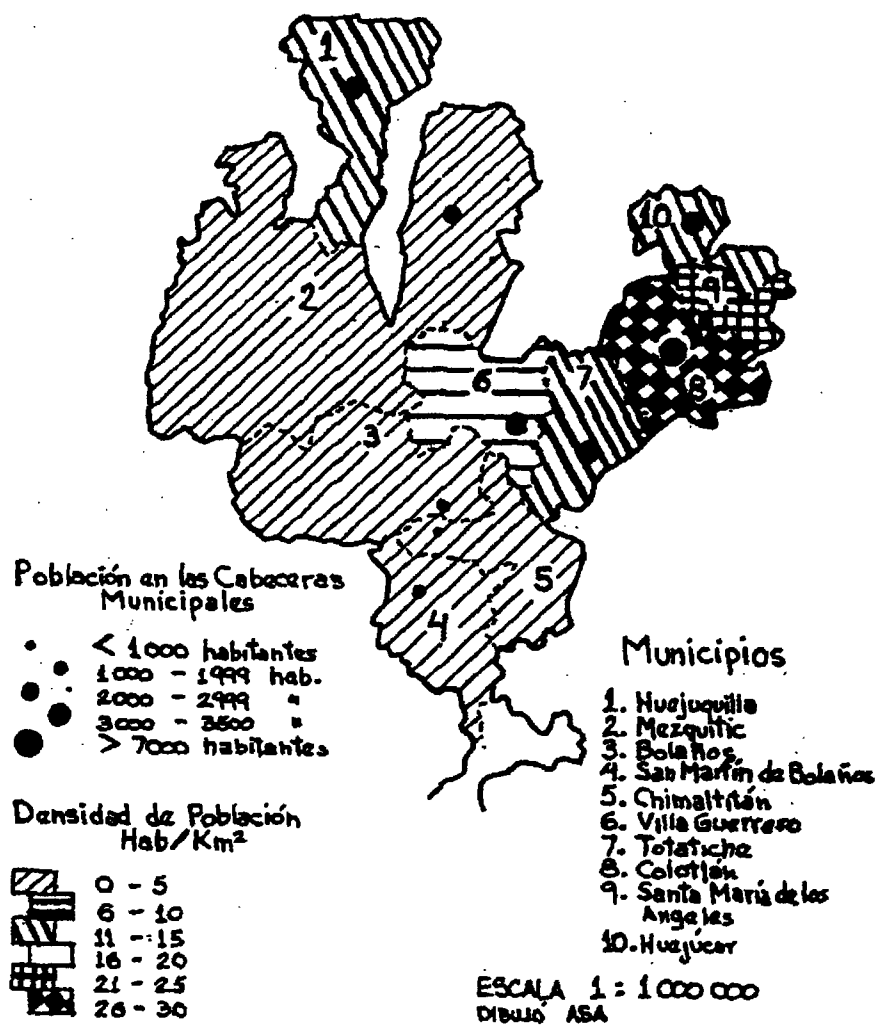 1
10
2
9
6
7
8
3
5
4
Población en las Cabeceras
Municipales
< 1000 habitantes
1000 - 1999 hab.
2000 - 2999 "
3000 - 3500 "
> 7000 habitantes
Densidad de Población
Hab/Km²
0 - 5
6 - 10
11 - 15
16 - 20
21 - 25
26 - 30
Municipios
1. Huejuquilla
2. Mezquitic
3. Bolaños
4. San Martín de Bolaños
5. Chimaltitán
6. Villa Guerrero
7. Totatiche
8. Colotlán
9. Santa María de los
Angeles
10. Huejúcar
ESCALA 1:1000 000
DIBUJÓ ASA